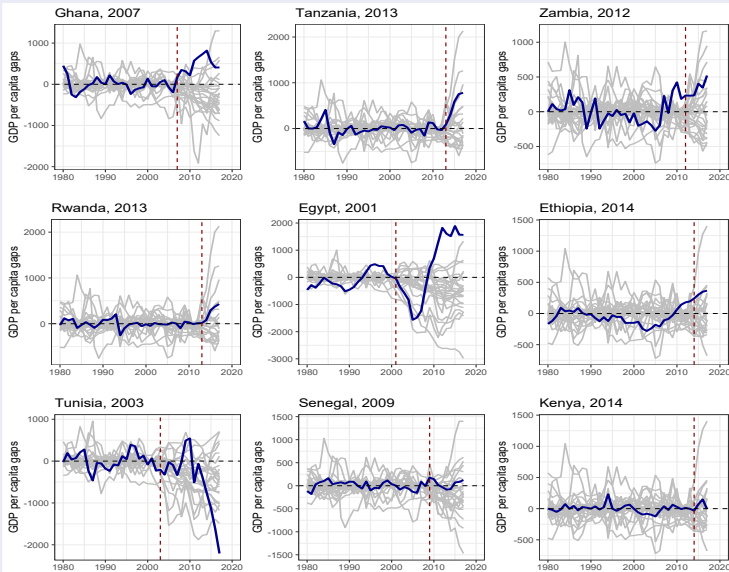 Ghana, 2007
GDP per capita gaps
1000
0
-1000
-2000
1980 1990 2000 2010 2020
Tanzania, 2013
GDP per capita gaps
2000
1000
0
1980 1990 2000 2010 2020
Zambia, 2012
GDP per capita gaps
1000
500
0
-500
1980 1990 2000 2010 2020
Rwanda, 2013
GDP per capita gaps
2000
1000
0
1980 1990 2000 2010 2020
Egypt, 2001
GDP per capita gaps
2000
1000
0
-1000
-2000
-3000
1980 1990 2000 2010 2020
Ethiopia, 2014
GDP per capita gaps
1500
1000
500
0
-500
1980 1990 2000 2010 2020
Tunisia, 2003
GDP per capita gaps
1000
0
-1000
-2000
1980 1990 2000 2010 2020
Senegal, 2009
GDP per capita gaps
1500
1000
500
0
-500
-1000
-1500
1980 1990 2000 2010 2020
Kenya, 2014
GDP per capita gaps
1500
1000
500
0
-500
1980 1990 2000 2010 2020